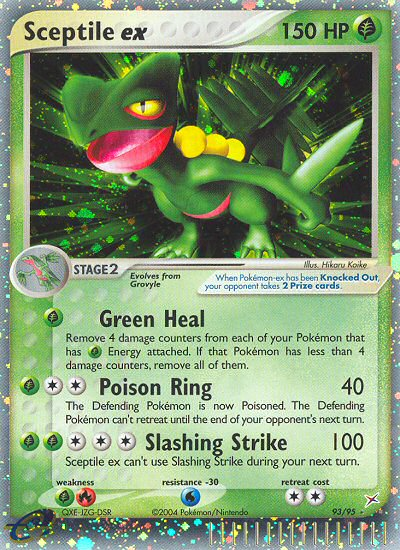 Sceptile ex 150 HP
Illus. Hikaru Koike
STAGE 2
Evolves from
Grovyle
When Pokémon-ex has been Knocked Out,
your opponent takes 2 Prize cards.
Green Heal
Remove 4 damage counters from each of your Pokémon that
has Energy attached. If that Pokémon has less than 4
damage counters, remove all of them.
Poison Ring 40
The Defending Pokémon is now Poisoned. The Defending
Pokémon can't retreat until the end of your opponent's next turn.
Slashing Strike 100
Sceptile ex can't use Slashing Strike during your next turn.
weakness resistance -30 retreat cost
QXE-JZG-DSR ©2004 Pokémon/Nintendo 93/95